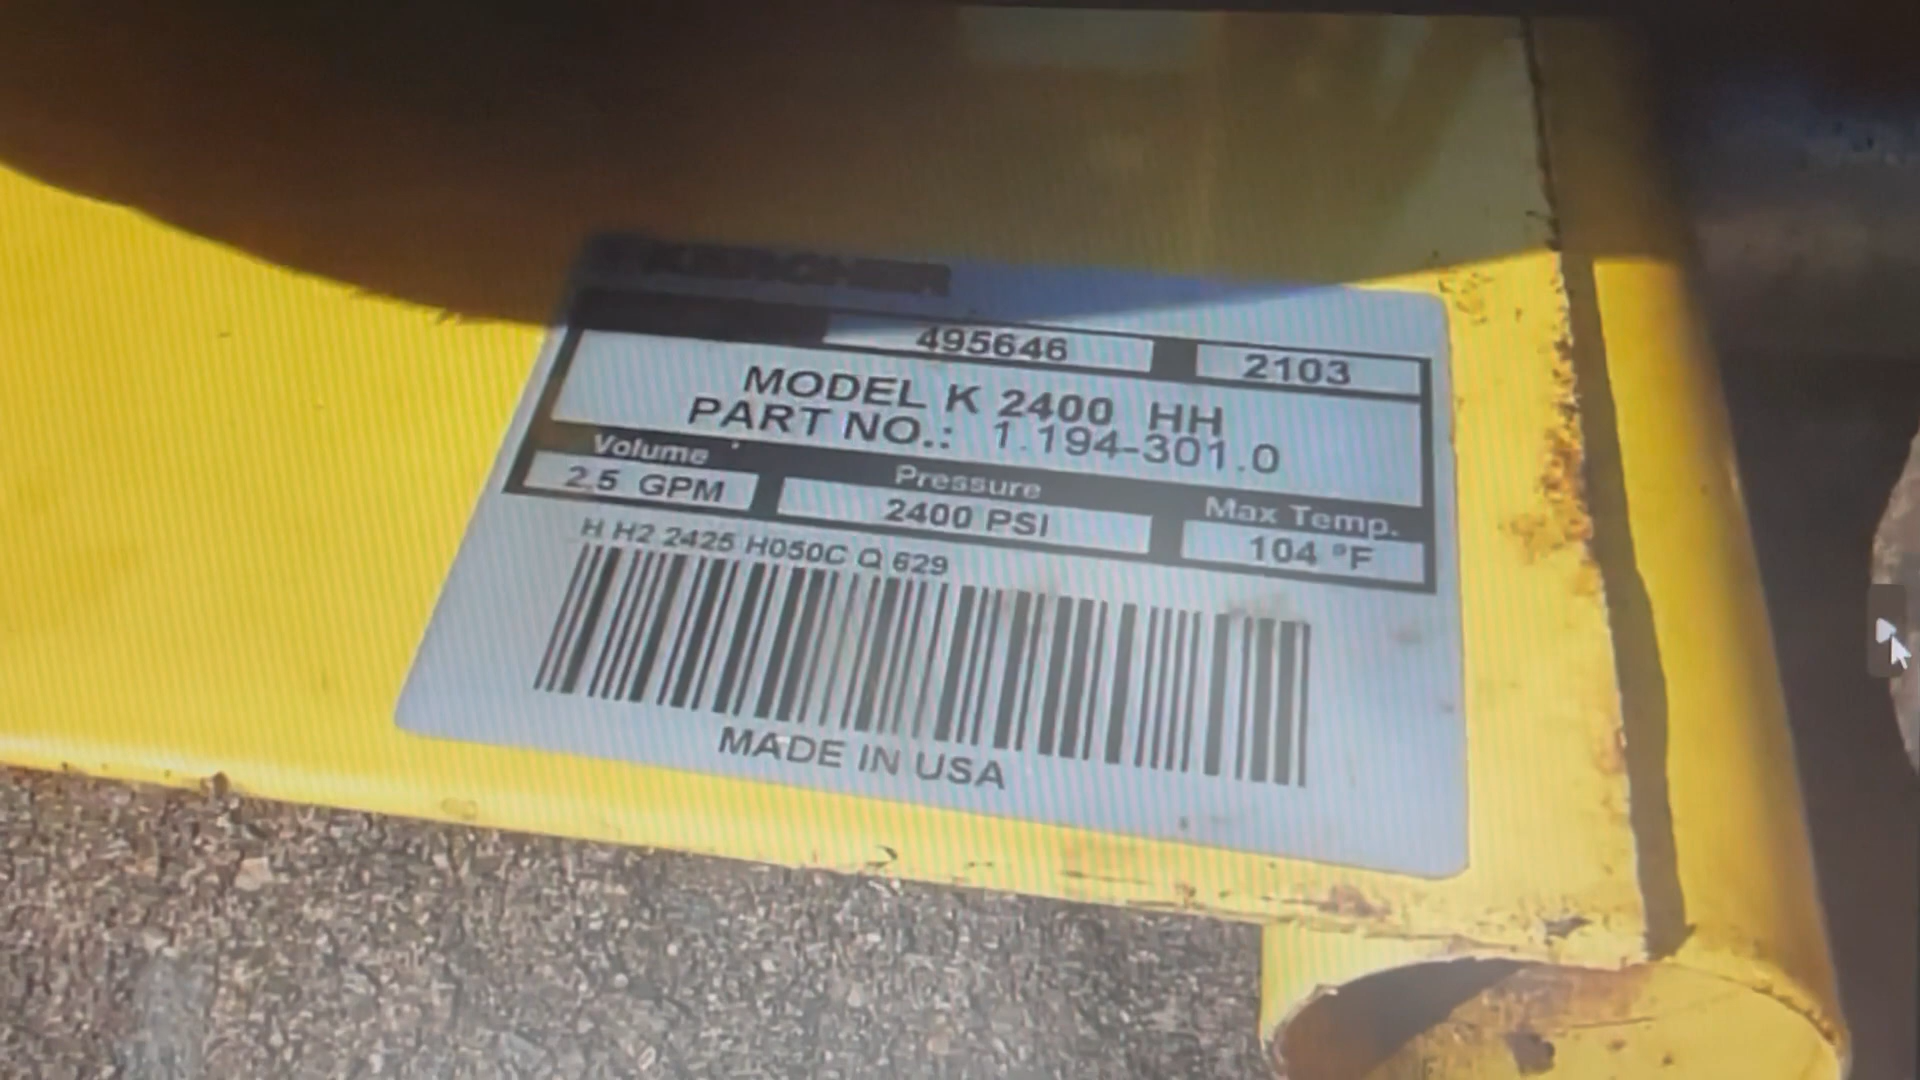 KÄRCHER
495646 2103
MODEL K 2400 HH
PART NO.: 1.194-301.0
Volume Pressure Max Temp.
2.5 GPM 2400 PSI 104 °F
H H2 2425 H050C Q 629
MADE IN USA